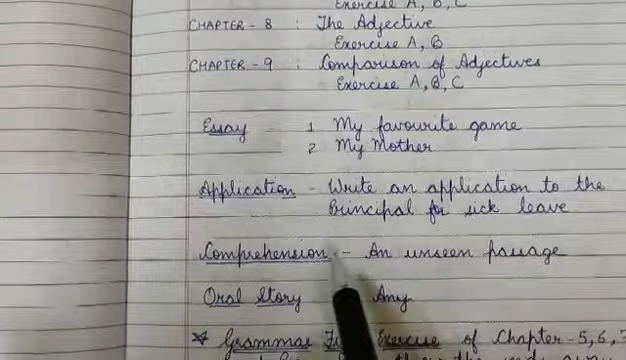 Exercise A, B, C
CHAPTER - 8 : The Adjective
Exercise A, B
CHAPTER - 9 : Comparison of Adjectives
Exercise A, B, C
Essay - 1 My favourite game
2 My Mother
Application - Write an application to the
Principal for sick leave
Comprehension - An unseen passage
Oral Story Any
Grammar Exercise of Chapter - 5, 6, 7